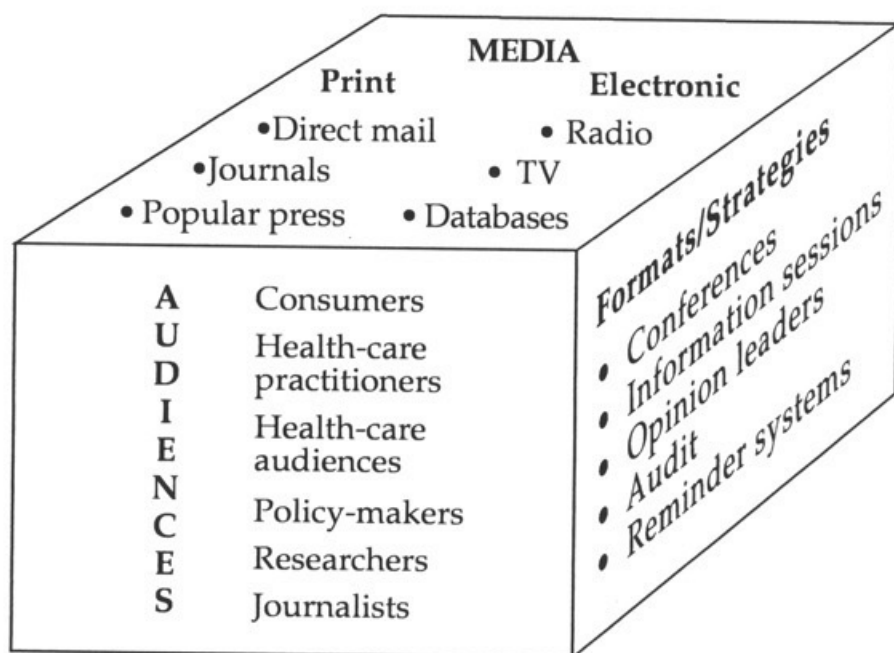 MEDIA
Print Electronic
•Direct mail • Radio
•Journals • TV
• Popular press • Databases
AUDIENCES
Consumers
Health-care
practitioners
Health-care
audiences
Policy-makers
Researchers
Journalists
Formats/Strategies
• Conferences
• Information sessions
• Opinion leaders
• Audit
• Reminder systems